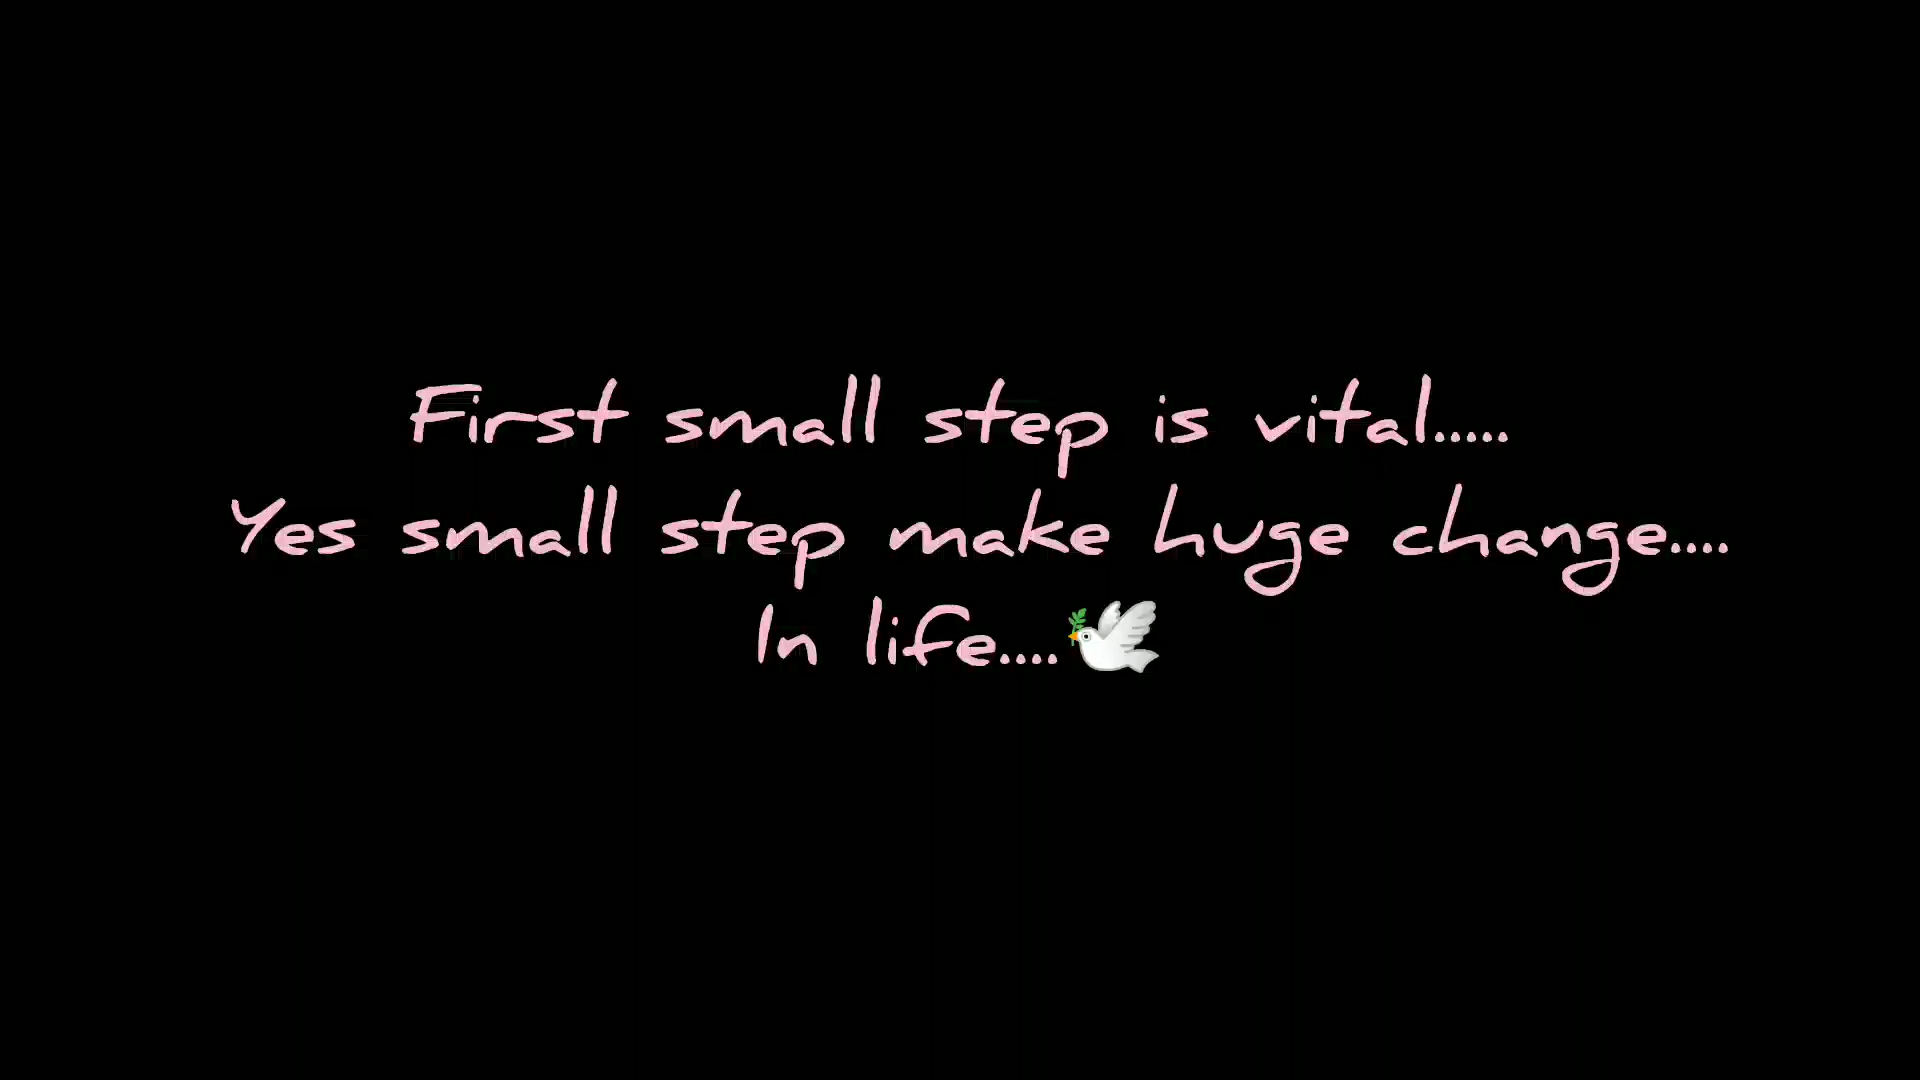 First small step is vital.....
Yes small step make huge change....
In life....🕊️